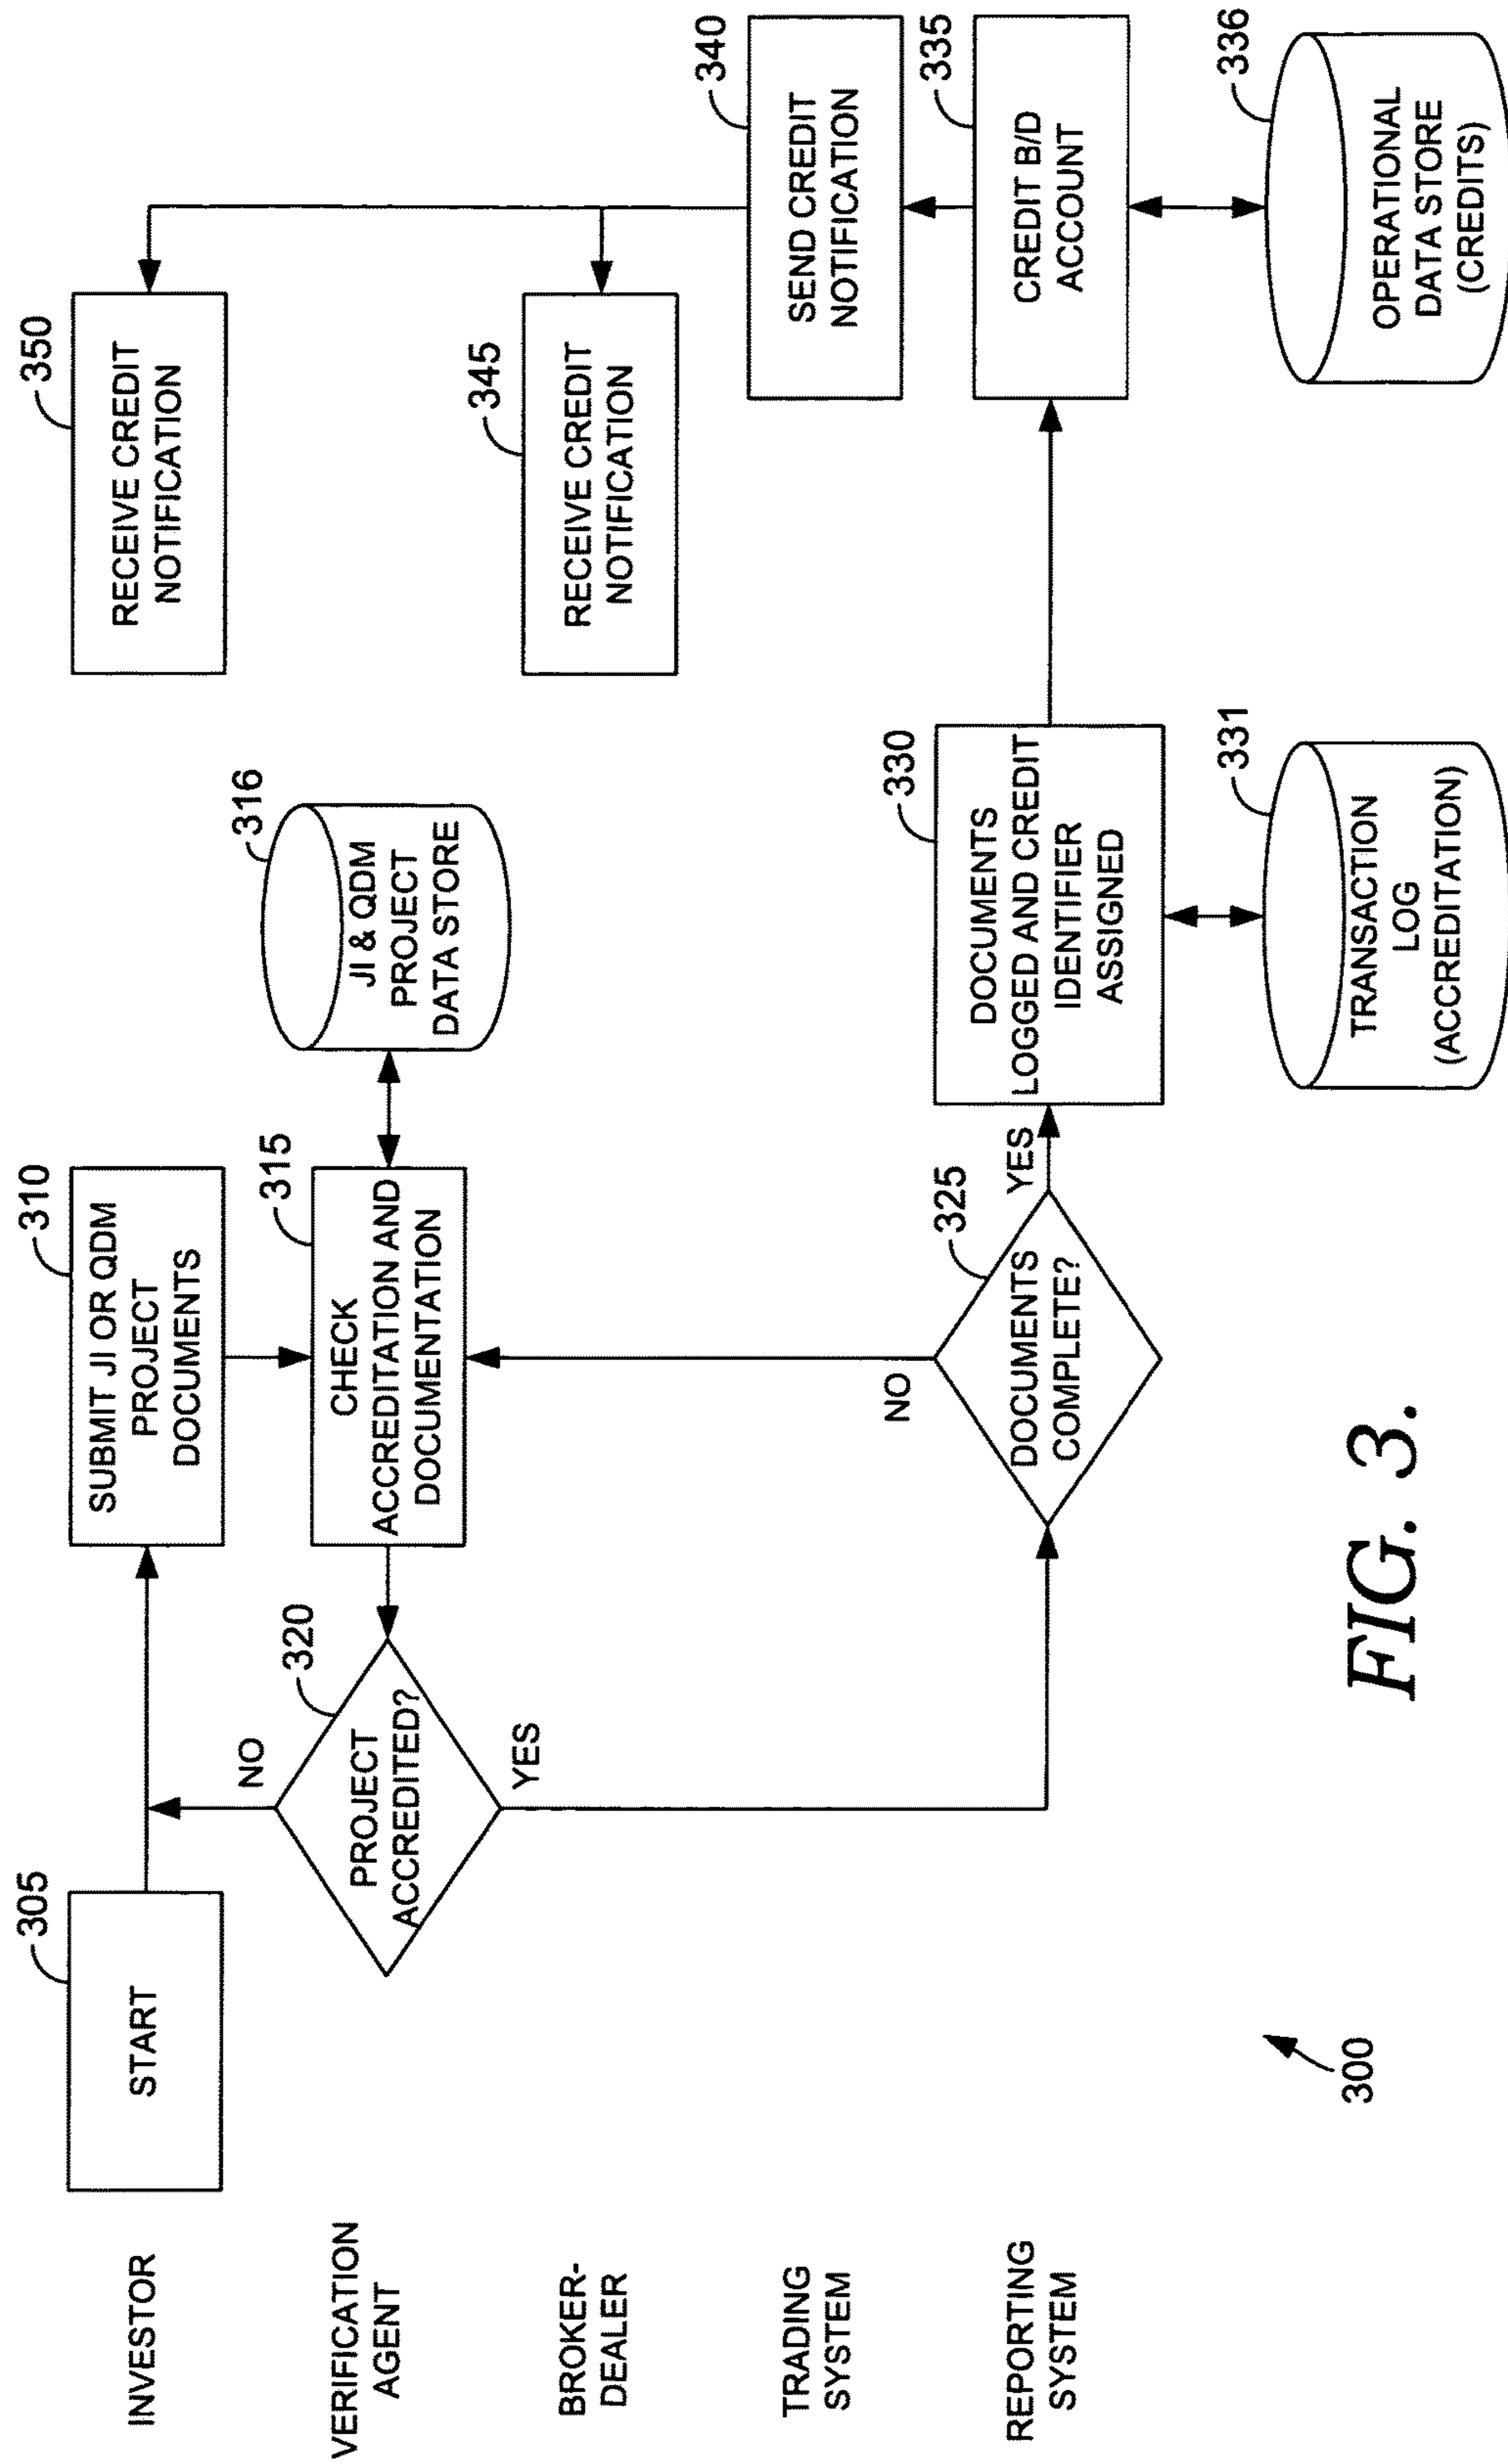 INVESTOR
VERIFICATION
AGENT
BROKER-
DEALER
TRADING
SYSTEM
REPORTING
SYSTEM
305
START
310
SUBMIT JI OR QDM
PROJECT
DOCUMENTS
315
CHECK
ACCREDITATION AND
DOCUMENTATION
316
JI & QDM
PROJECT
DATA STORE
320
PROJECT
ACCREDITED?
NO
YES
325
DOCUMENTS
COMPLETE?
NO
YES
330
DOCUMENTS
LOGGED AND CREDIT
IDENTIFIER
ASSIGNED
331
TRANSACTION
LOG
(ACCREDITATION)
335
CREDIT B/D
ACCOUNT
336
OPERATIONAL
DATA STORE
(CREDITS)
340
SEND CREDIT
NOTIFICATION
345
RECEIVE CREDIT
NOTIFICATION
350
RECEIVE CREDIT
NOTIFICATION
300
FIG. 3.